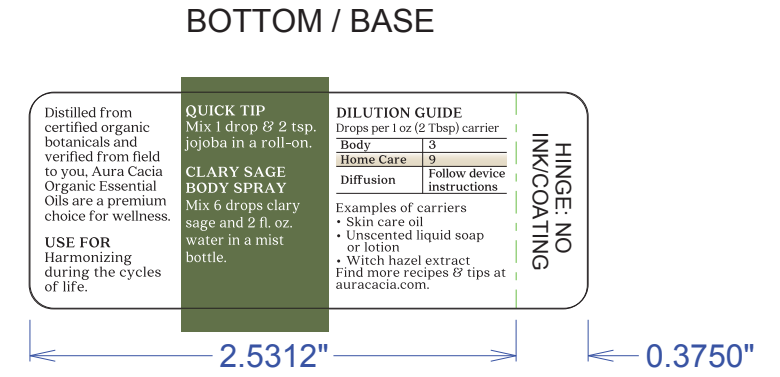 BOTTOM / BASE
Distilled from
certified organic
botanicals and
verified from field
to you, Aura Cacia
Organic Essential
Oils are a premium
choice for wellness.
USE FOR
Harmonizing
during the cycles
of life.
QUICK TIP
Mix 1 drop & 2 tsp.
jojoba in a roll-on.
CLARY SAGE
BODY SPRAY
Mix 6 drops clary
sage and 2 fl. oz.
water in a mist
bottle.
DILUTION GUIDE
Drops per 1 oz (2 Tbsp) carrier
Body 3
Home Care 9
Diffusion Follow device
instructions
Examples of carriers
• Skin care oil
• Unscented liquid soap
or lotion
• Witch hazel extract
Find more recipes & tips at
auracacia.com.
HINGE: NO
INK/COATING
2.5312"
0.3750"